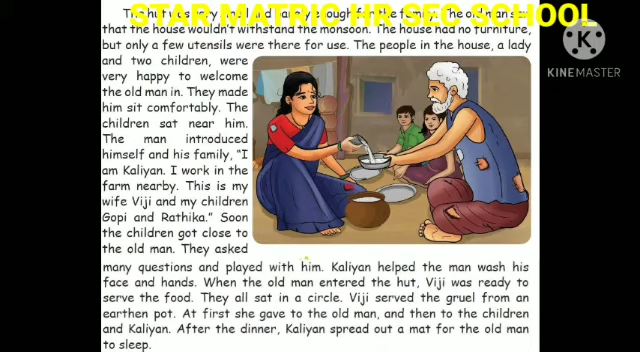 STAR MATRIC HR SEC SCHOOL
K
KINEMASTER
The hut was
The old man
that the house wouldn't withstand the monsoon. The house had no furniture,
but only a few utensils were there for use. The people in the house, a lady
and two children, were
very happy to welcome
the old man in. They made
him sit comfortably. The
children sat near him.
The man introduced
himself and his family, "I
am Kaliyan. I work in the
farm nearby. This is my
wife Viji and my children
Gopi and Rathika." Soon
the children got close to
the old man. They asked
many questions and played with him. Kaliyan helped the man wash his
face and hands. When the old man entered the hut, Viji was ready to
serve the food. They all sat in a circle. Viji served the gruel from an
earthen pot. At first she gave to the old man, and then to the children
and Kaliyan. After the dinner, Kaliyan spread out a mat for the old man
to sleep.